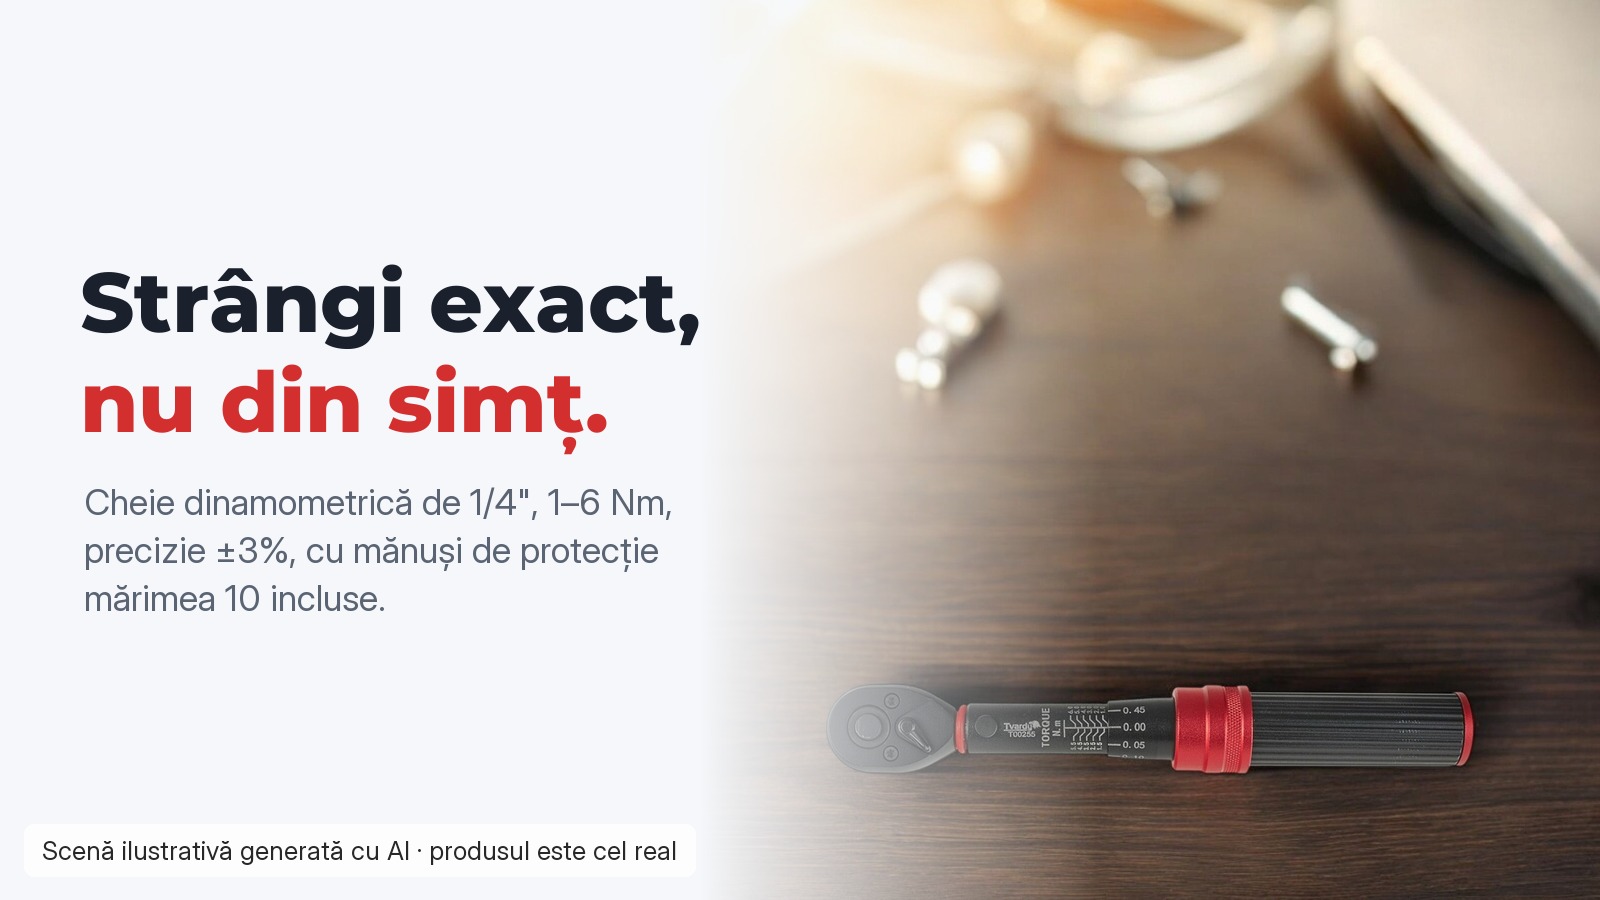 Strângi exact,
nu din simț.
Cheie dinamometrică de 1/4", 1–6 Nm,
precizie ±3%, cu mănuși de protecție
mărimea 10 incluse.
Tvardy
T00255
TORQUE
N.m
0.45
0.00
0.05
Scenă ilustrativă generată cu AI · produsul este cel real